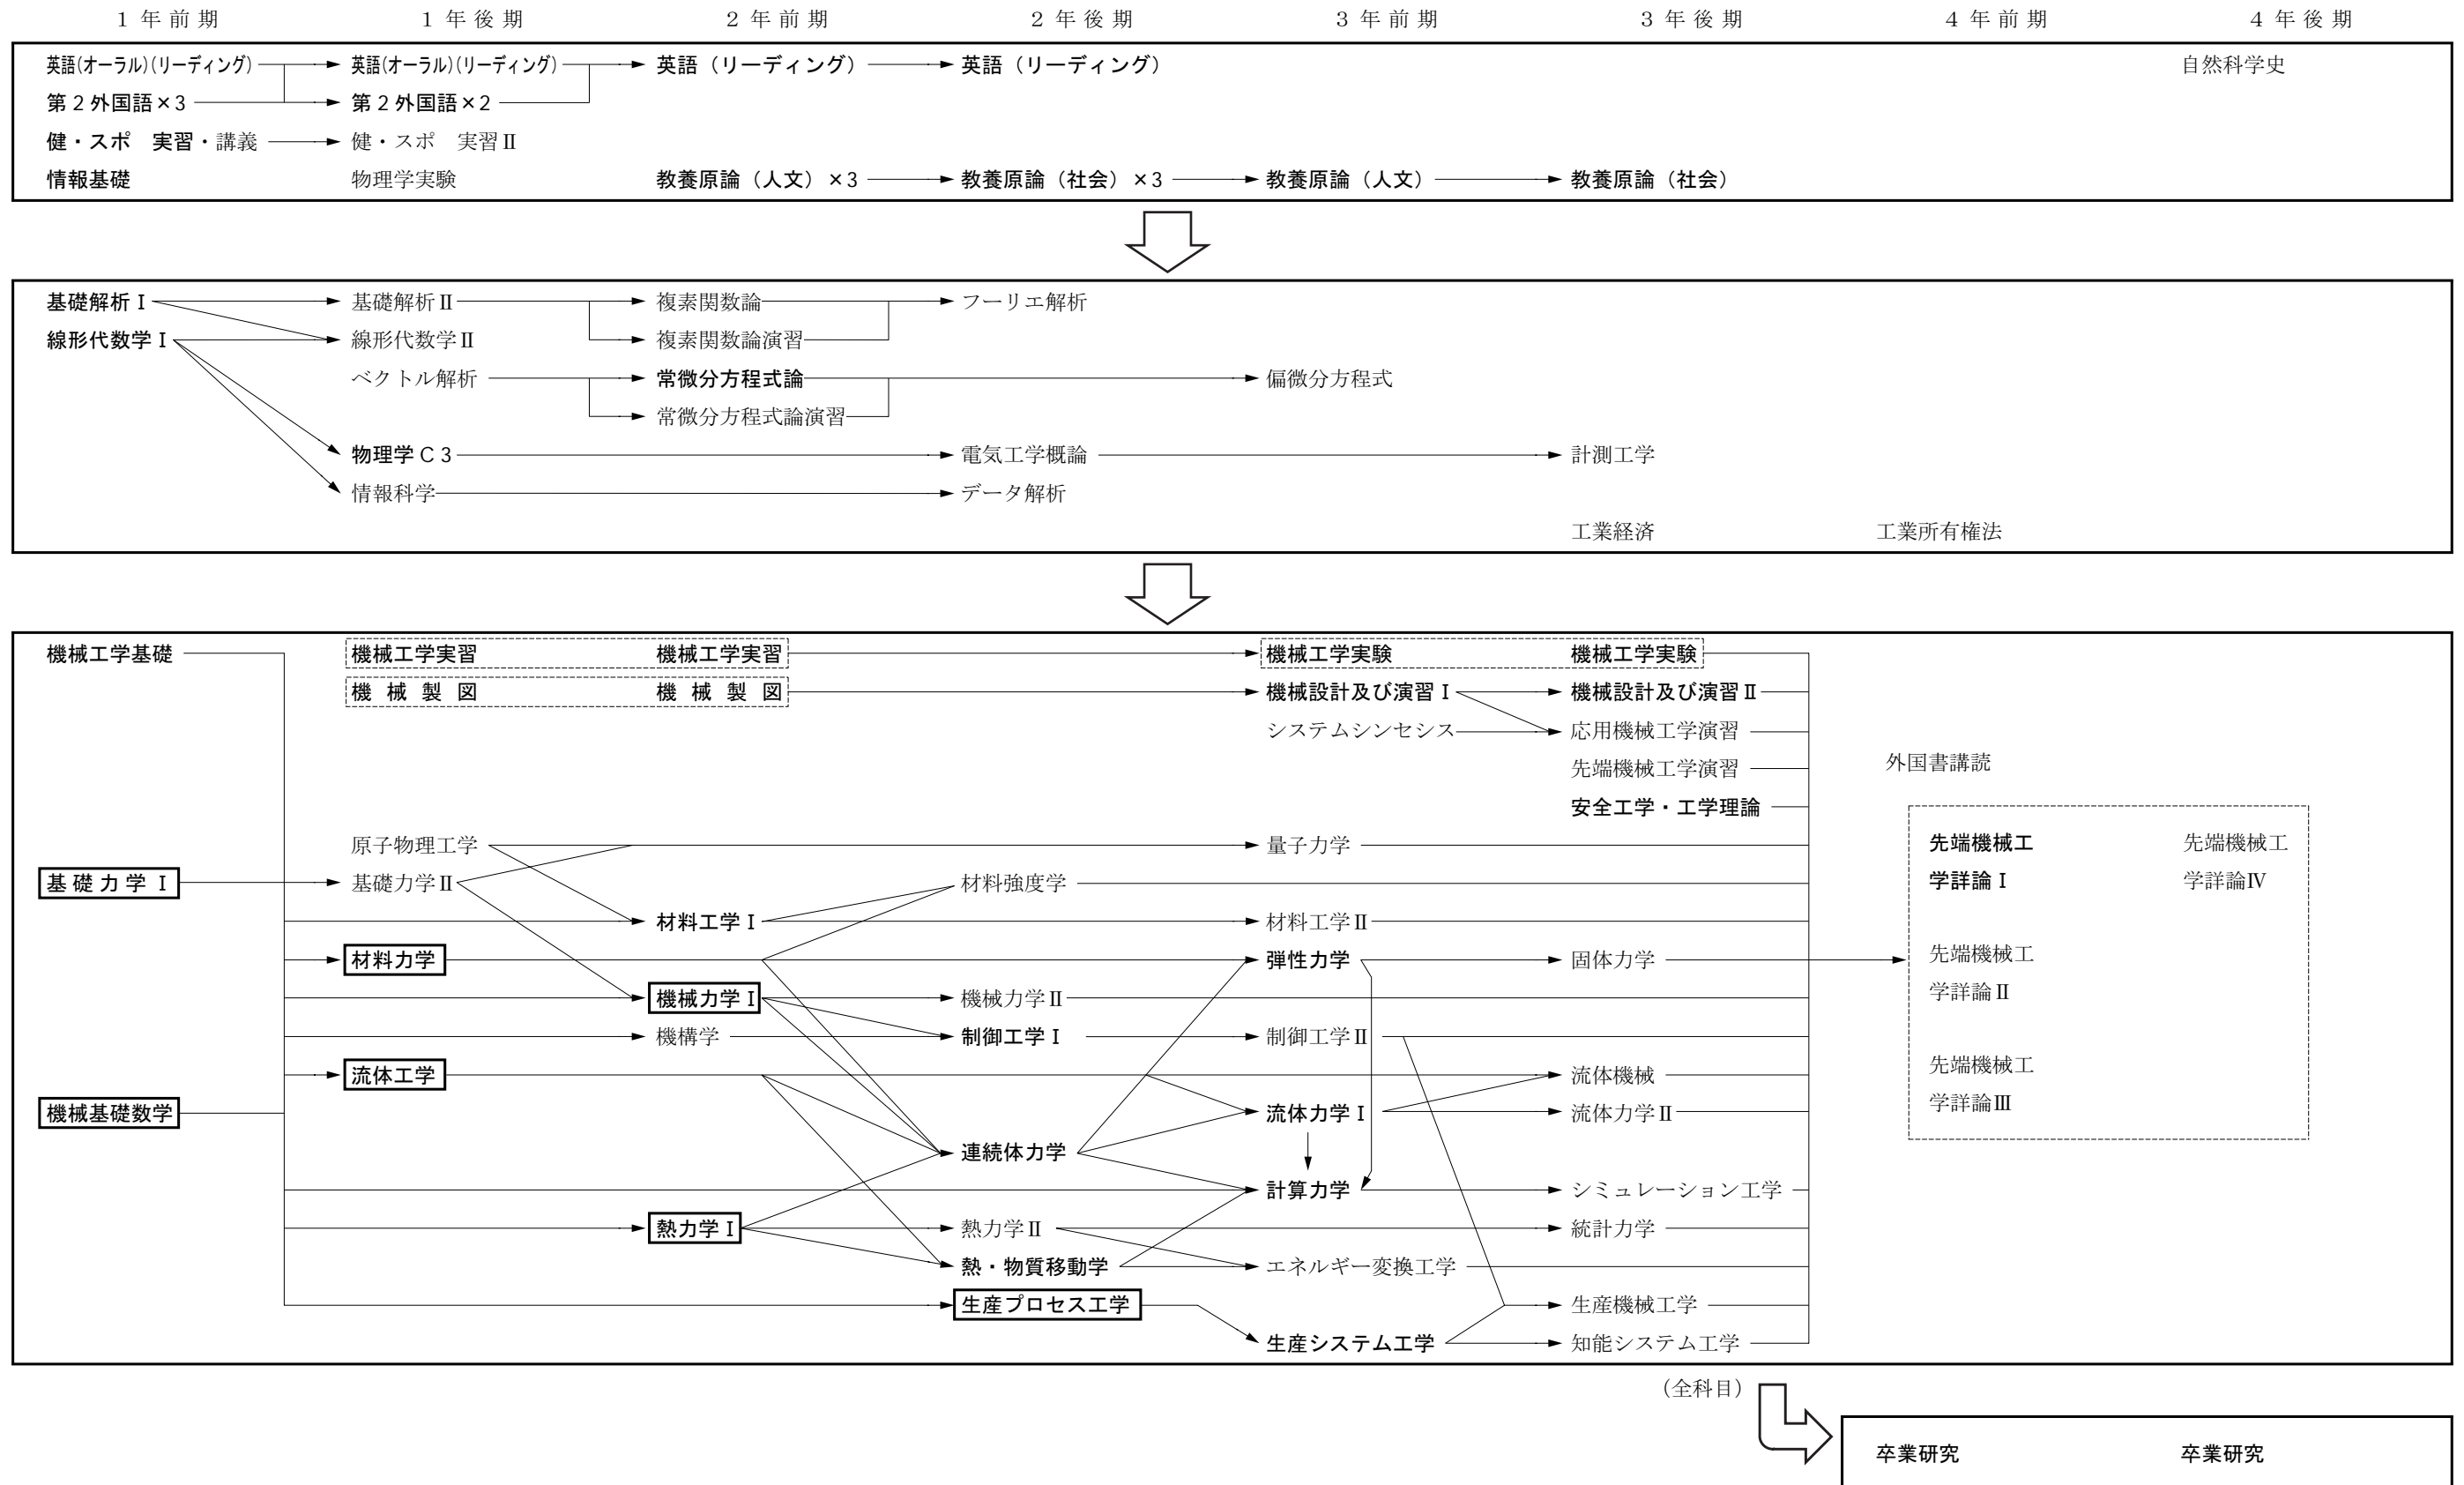 1 年 前 期　1 年 後 期　2 年 前 期　2 年 後 期　3 年 前 期　3 年 後 期　4 年 前 期　4 年 後 期
英語(オーラル)(リーディング)　英語(オーラル)(リーディング)　英語（リーディング）　英語（リーディング）　自然科学史
第２外国語×3　第２外国語×2
健・スポ　実習・講義　健・スポ　実習Ⅱ
情報基礎　物理学実験　教養原論（人文）×3　教養原論（社会）×3　教養原論（人文）　教養原論（社会）
基礎解析Ⅰ　基礎解析Ⅱ　複素関数論　フーリエ解析
線形代数学Ⅰ　線形代数学Ⅱ　複素関数論演習
ベクトル解析　常微分方程式論　偏微分方程式
常微分方程式論演習
物理学Ｃ3　電気工学概論　計測工学
情報科学　データ解析
工業経済　工業所有権法
機械工学基礎　機械工学実習　機械工学実習　機械工学実験　機械工学実験
機 械 製 図　機 械 製 図　機械設計及び演習Ⅰ　機械設計及び演習Ⅱ
システムシンセシス　応用機械工学演習
外国書講読
先端機械工学演習
安全工学・工学理論
原子物理工学　量子力学　先端機械工　先端機械工
基 礎 力 学 Ⅰ　基礎力学Ⅱ　材料強度学　学詳論Ⅰ　学詳論Ⅳ
材料工学Ⅰ　材料工学Ⅱ
材料力学　弾性力学　固体力学　先端機械工
機械力学Ⅰ　機械力学Ⅱ　学詳論Ⅱ
機構学　制御工学Ⅰ　制御工学Ⅱ
流体工学　流体機械　先端機械工
機械基礎数学　流体力学Ⅰ　流体力学Ⅱ　学詳論Ⅲ
連続体力学
計算力学　シミュレーション工学
熱力学Ⅰ　熱力学Ⅱ　統計力学
熱・物質移動学　エネルギー変換工学
生産プロセス工学　生産機械工学
生産システム工学　知能システム工学
（全科目）
卒業研究　卒業研究